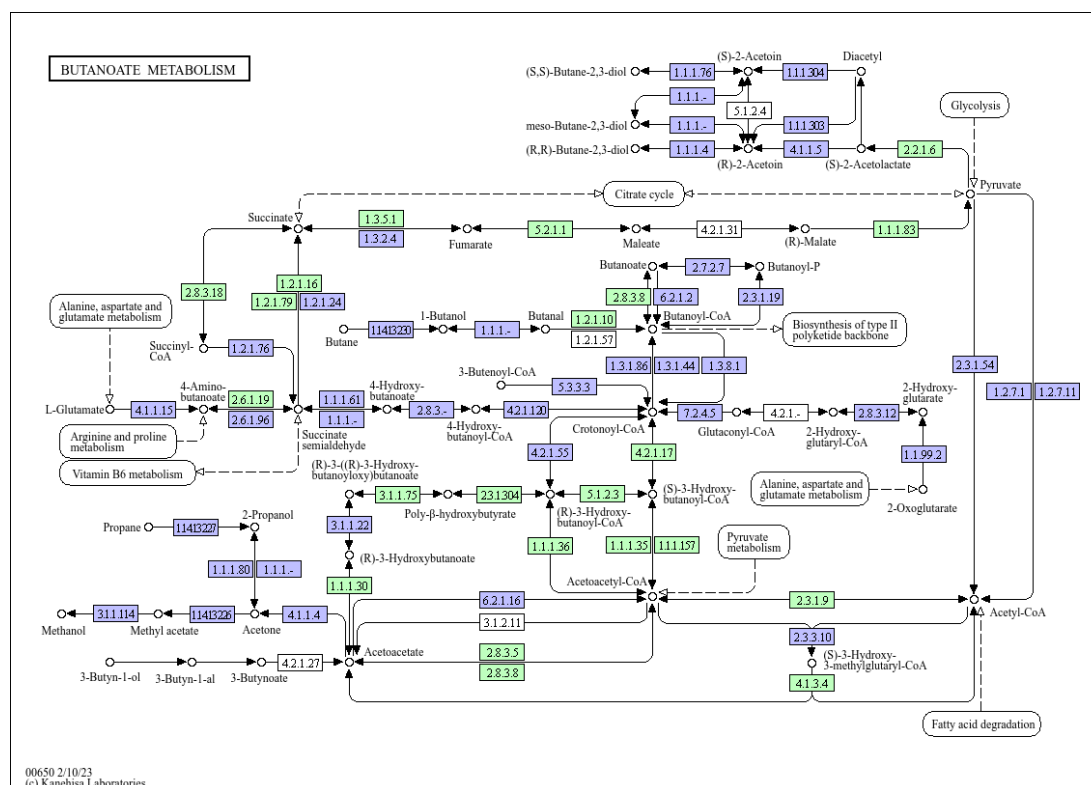 BUTANOATE METABOLISM
(S,S)-Butane-2,3-diol
1.1.1.76
(S)-2-Acetoin
1.1.1.304
Diacetyl
1.1.1.-
5.1.2.4
meso-Butane-2,3-diol
1.1.1.-
1.1.1.303
(R,R)-Butane-2,3-diol
1.1.1.4
(R)-2-Acetoin
4.1.1.5
(S)-2-Acetolactate
2.2.1.6
Glycolysis
Pyruvate
Citrate cycle
Succinate
1.3.5.1
1.3.2.4
Fumarate
5.2.1.1
Maleate
4.2.1.31
(R)-Malate
1.1.1.83
Butanoate
2.7.2.7
Butanoyl-P
2.8.3.18
1.2.1.16
1.2.1.79
1.2.1.24
2.8.3.8
6.2.1.2
2.3.1.19
Alanine, aspartate and
glutamate metabolism
Butane
1.14.13.230
1-Butanol
1.1.1.-
Butanal
1.2.1.10
1.2.1.57
Butanoyl-CoA
Biosynthesis of type II
polyketide backbone
Succinyl-
CoA
1.2.1.76
1.3.1.86
1.3.1.44
1.3.8.1
2.3.1.54
3-Butenoyl-CoA
5.3.3.3
1.2.7.1
1.2.7.11
L-Glutamate
4.1.1.15
4-Amino-
butanoate
2.6.1.19
2.6.1.96
Succinate
semialdehyde
1.1.1.61
1.1.1.-
4-Hydroxy-
butanoate
2.8.3.-
4-Hydroxy-
butanoyl-CoA
4.2.1.120
Crotonoyl-CoA
7.2.4.5
Glutaconyl-CoA
4.2.1.-
2-Hydroxy-
glutaryl-CoA
2.8.3.12
2-Hydroxy-
glutarate
Arginine and proline
metabolism
Vitamin B6 metabolism
4.2.1.55
4.2.1.17
1.1.99.2
(R)-3-((R)-3-Hydroxy-
butanoyloxy)butanoate
3.1.1.75
Poly-β-hydroxybutyrate
2.3.1.304
(R)-3-Hydroxy-
butanoyl-CoA
5.1.2.3
(S)-3-Hydroxy-
butanoyl-CoA
Alanine, aspartate and
glutamate metabolism
2-Oxoglutarate
Propane
1.14.13.227
2-Propanol
3.1.1.22
(R)-3-Hydroxybutanoate
1.1.1.36
1.1.1.35
1.1.1.157
Pyruvate
metabolism
1.1.1.80
1.1.1.-
1.1.1.30
Acetoacetyl-CoA
6.2.1.16
2.3.1.9
Acetyl-CoA
Methanol
3.1.1.114
Methyl acetate
1.14.13.226
Acetone
4.1.1.4
3.1.2.11
2.3.3.10
3-Butyn-1-ol
3-Butyn-1-al
3-Butynoate
4.2.1.27
Acetoacetate
2.8.3.5
2.8.3.8
(S)-3-Hydroxy-
3-methylglutaryl-CoA
4.1.3.4
Fatty acid degradation
00650 2/10/23
(c) Kanehisa Laboratories